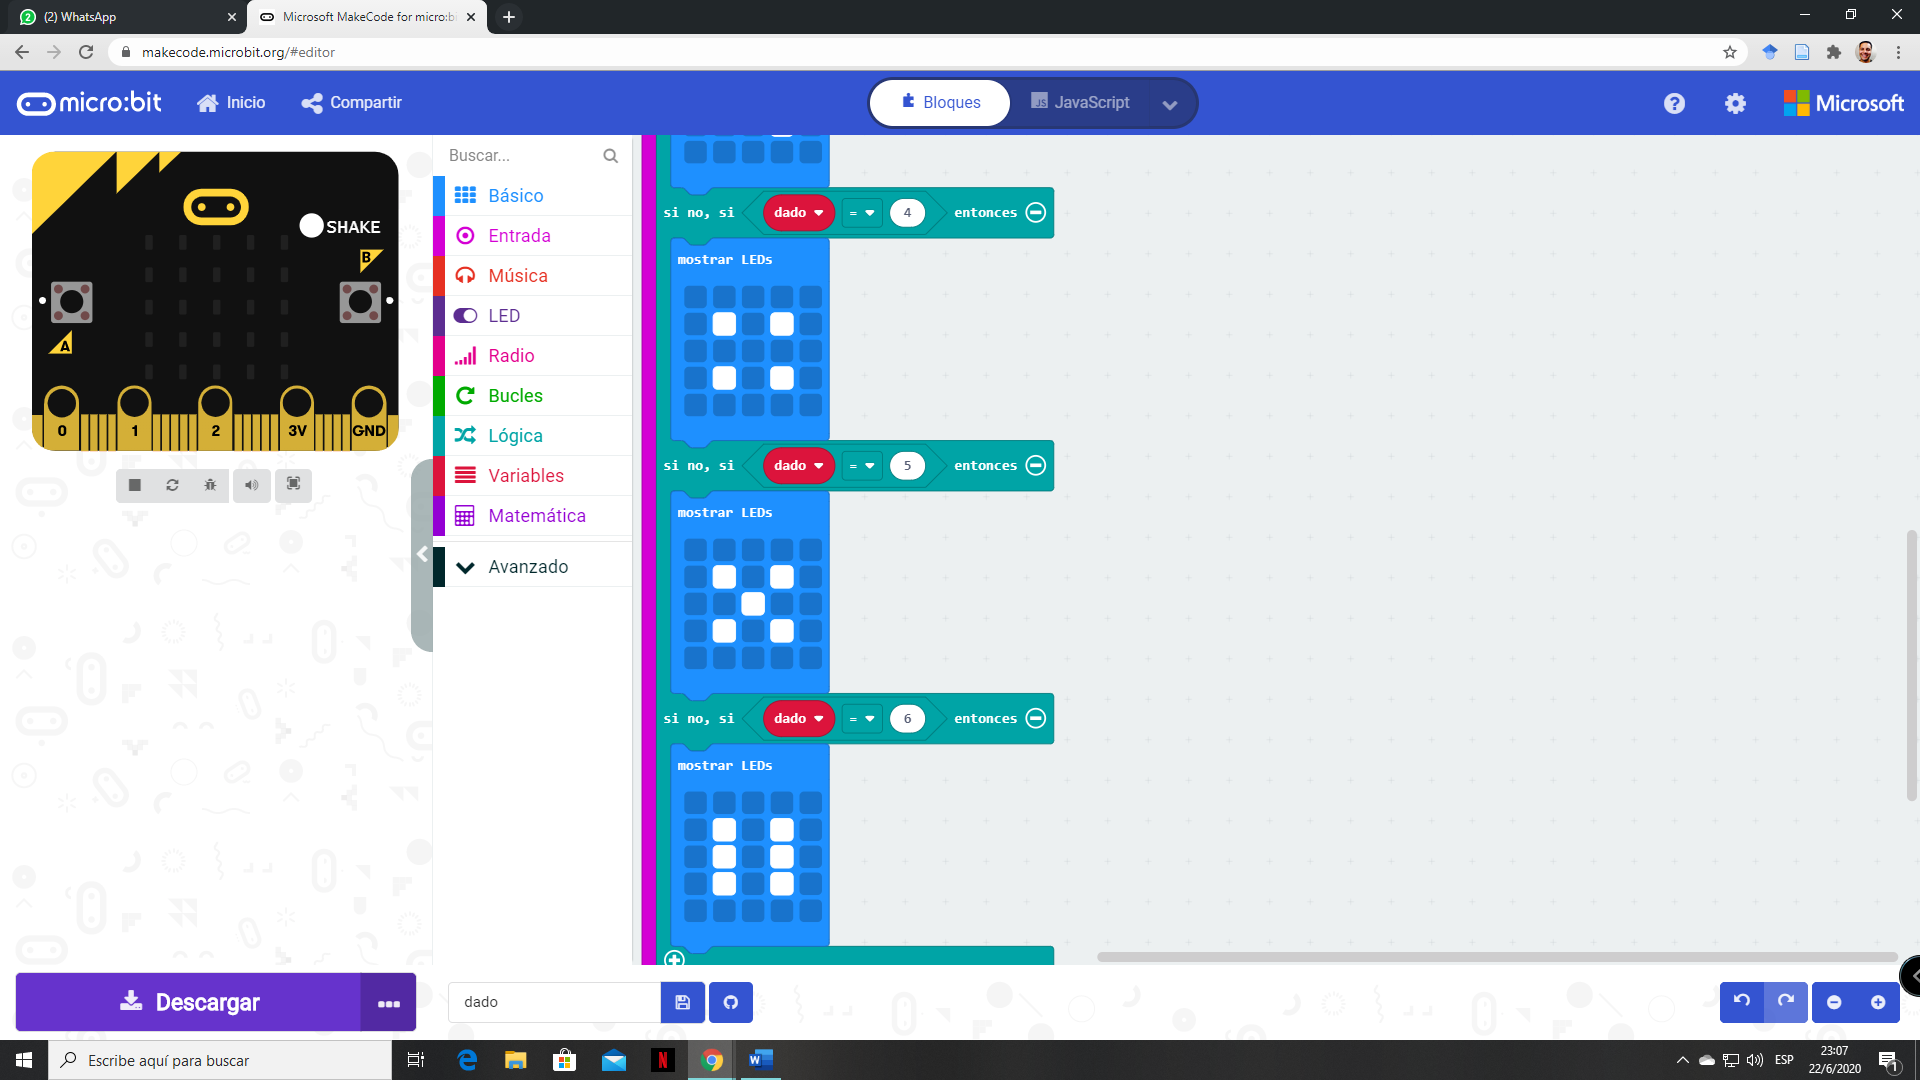 (2) WhatsApp
Microsoft MakeCode for micro:bi
makecode.microbit.org/#editor
micro:bit
Inicio
Compartir
Bloques
JS JavaScript
?
Microsoft
SHAKE
B
A
0 1 2 3V GND
Buscar...
Básico
Entrada
Música
LED
Radio
Bucles
Lógica
Variables
Matemática
Avanzado
si no, si dado = 4 entonces
mostrar LEDs
si no, si dado = 5 entonces
mostrar LEDs
si no, si dado = 6 entonces
mostrar LEDs
Descargar
dado
Escribe aquí para buscar
ESP
23:07
22/6/2020
1